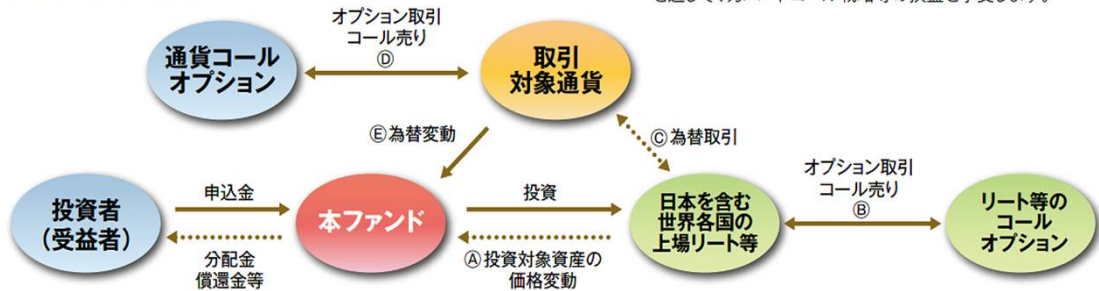 オプション取引
コール売り
Ⓓ
通貨コール
オプション
取引
対象通貨
Ⓔ為替変動
Ⓒ為替取引
オプション取引
コール売り
Ⓑ
投資者
(受益者)
申込金
分配金
償還金等
本ファンド
投資
Ⓐ投資対象資産の
価格変動
日本を含む
世界各国の
上場リート等
リート等の
コール
オプション